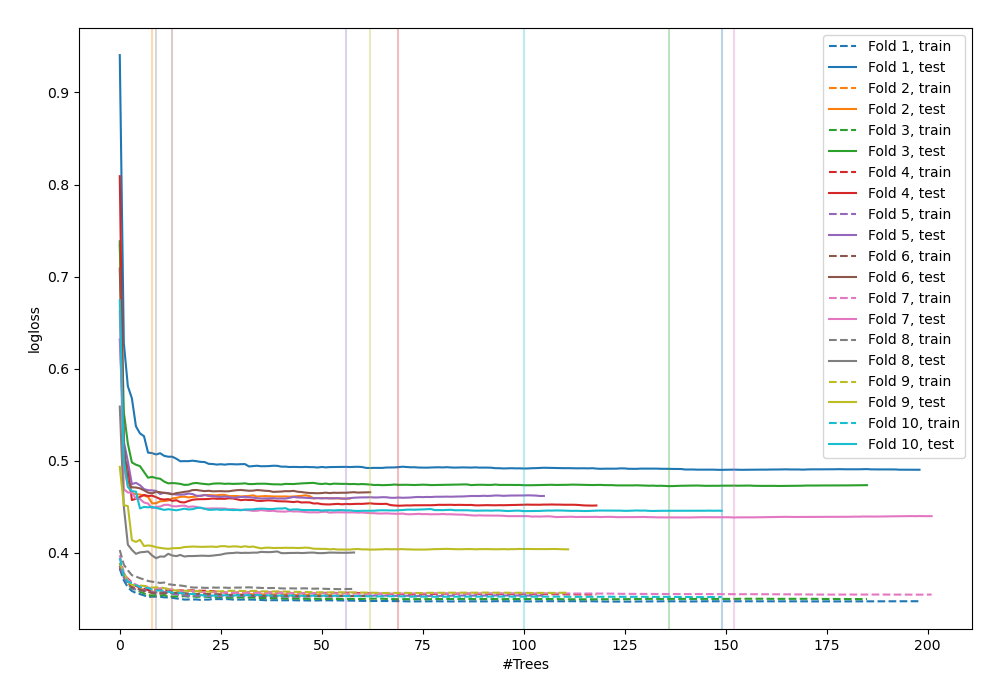 0.9
0.8
0.7
0.6
0.5
0.4
logloss
0
25
50
75
100
125
150
175
200
#Trees
Fold 1, train
Fold 1, test
Fold 2, train
Fold 2, test
Fold 3, train
Fold 3, test
Fold 4, train
Fold 4, test
Fold 5, train
Fold 5, test
Fold 6, train
Fold 6, test
Fold 7, train
Fold 7, test
Fold 8, train
Fold 8, test
Fold 9, train
Fold 9, test
Fold 10, train
Fold 10, test